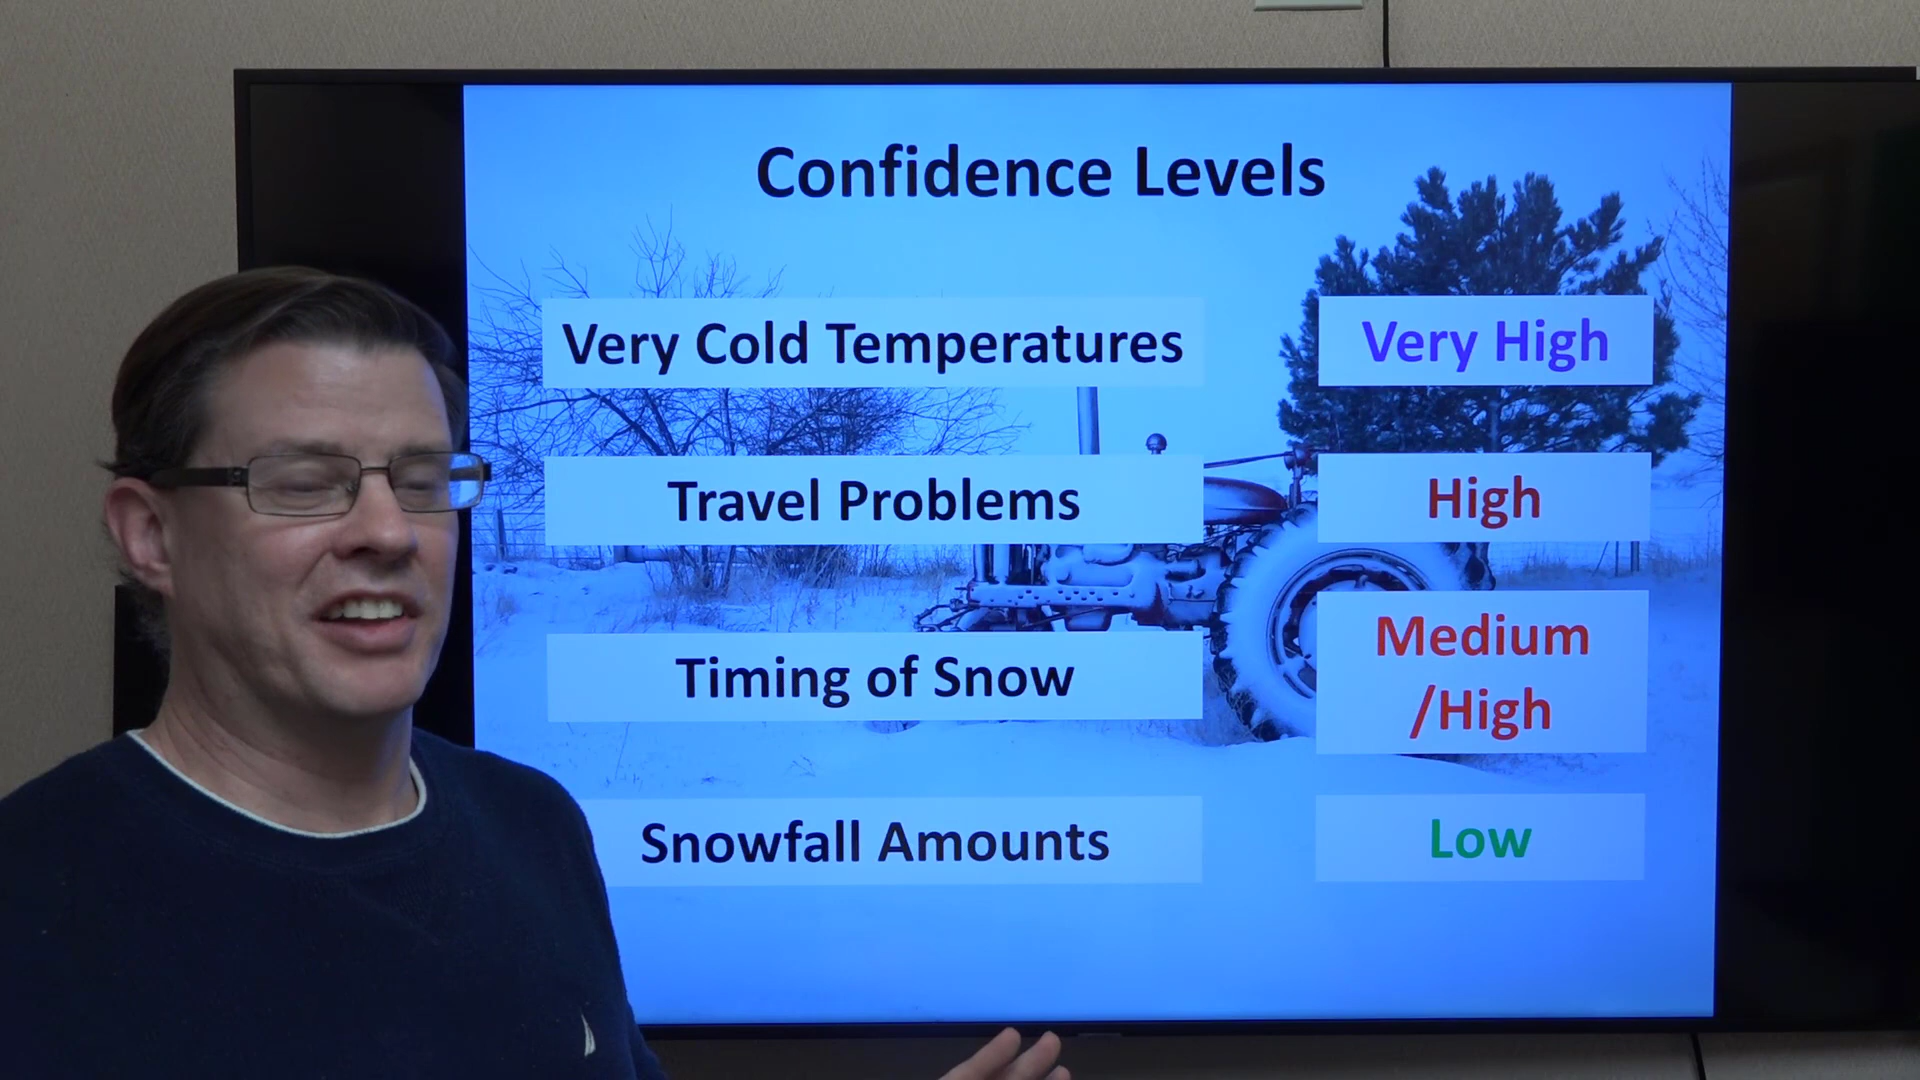 Confidence Levels
Very Cold Temperatures
Very High
Travel Problems
High
Timing of Snow
Medium
/High
Snowfall Amounts
Low